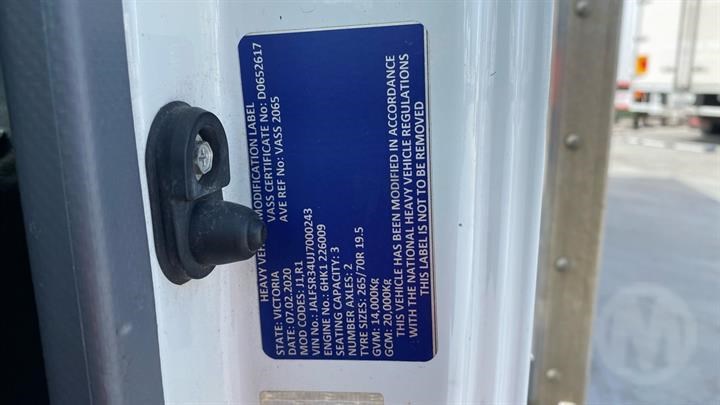 HEAVY VEH MODIFICATION LABEL
STATE: VICTORIA VASS CERTIFICATE No: D0652617
DATE: 07.02.2020 AVE REF No: VASS 2065
MOD CODES: J1,R1
VIN No.: JALFSR34UJ7000243
ENGINE No.: 6HK1 226009
SEATING CAPACITY: 3
NUMBER AXLES: 2
TYRE SIZES: 265/70R 19.5
GVM: 14,000Kg
GCM: 20,000Kg
THIS VEHICLE HAS BEEN MODIFIED IN ACCORDANCE
WITH THE NATIONAL HEAVY VEHICLE REGULATIONS
THIS LABEL IS NOT TO BE REMOVED
M